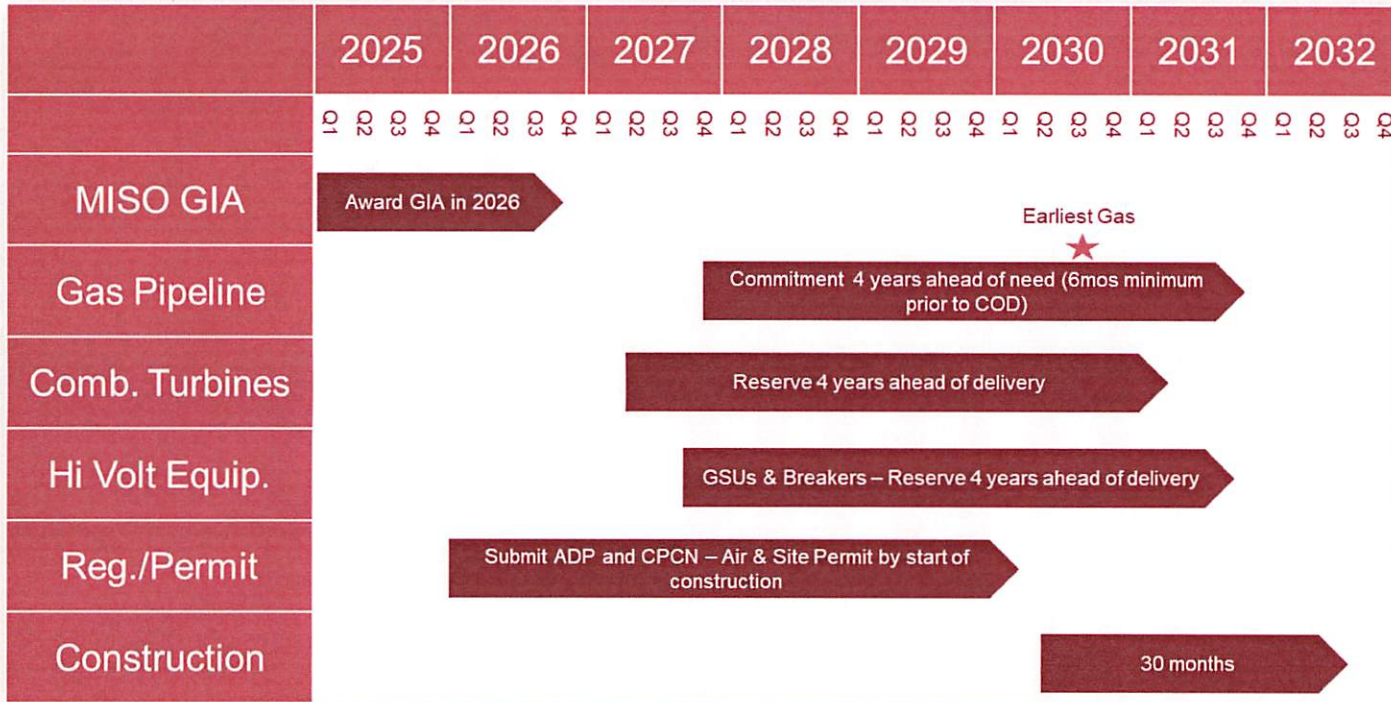 2025 2026 2027 2028 2029 2030 2031 2032
Q1 Q2 Q3 Q4 Q1 Q2 Q3 Q4 Q1 Q2 Q3 Q4 Q1 Q2 Q3 Q4 Q1 Q2 Q3 Q4 Q1 Q2 Q3 Q4 Q1 Q2 Q3 Q4 Q1 Q2 Q3 Q4
MISO GIA
Award GIA in 2026
Earliest Gas
Gas Pipeline
Commitment 4 years ahead of need (6mos minimum
prior to COD)
Comb. Turbines
Reserve 4 years ahead of delivery
Hi Volt Equip.
GSUs & Breakers – Reserve 4 years ahead of delivery
Reg./Permit
Submit ADP and CPCN – Air & Site Permit by start of
construction
Construction
30 months